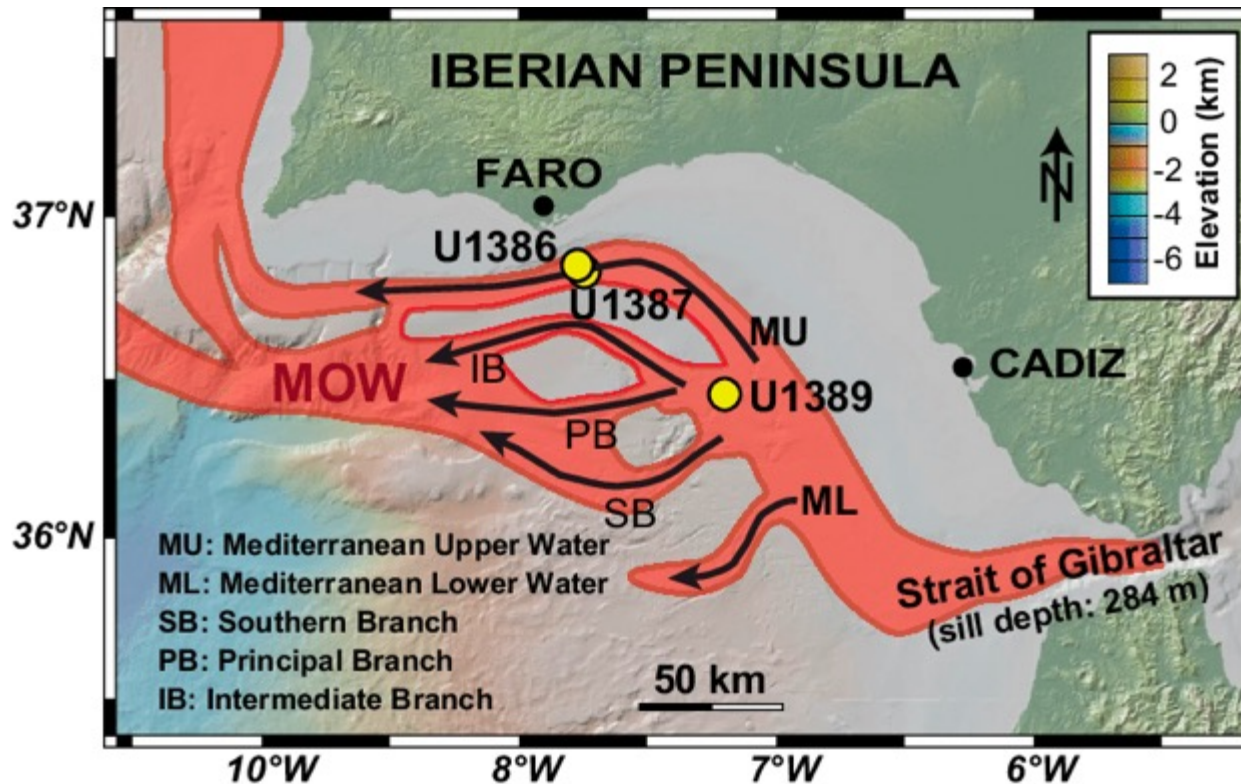 IBERIAN PENINSULA
FARO
37°N
U1386
U1387
MU
IB
MOW
U1389
CADIZ
PB
SB
ML
36°N
Strait of Gibraltar
(sill depth: 284 m)
MU: Mediterranean Upper Water
ML: Mediterranean Lower Water
SB: Southern Branch
PB: Principal Branch
IB: Intermediate Branch
50 km
N
2
0
-2
-4
-6
Elevation (km)
10°W
8°W
7°W
6°W